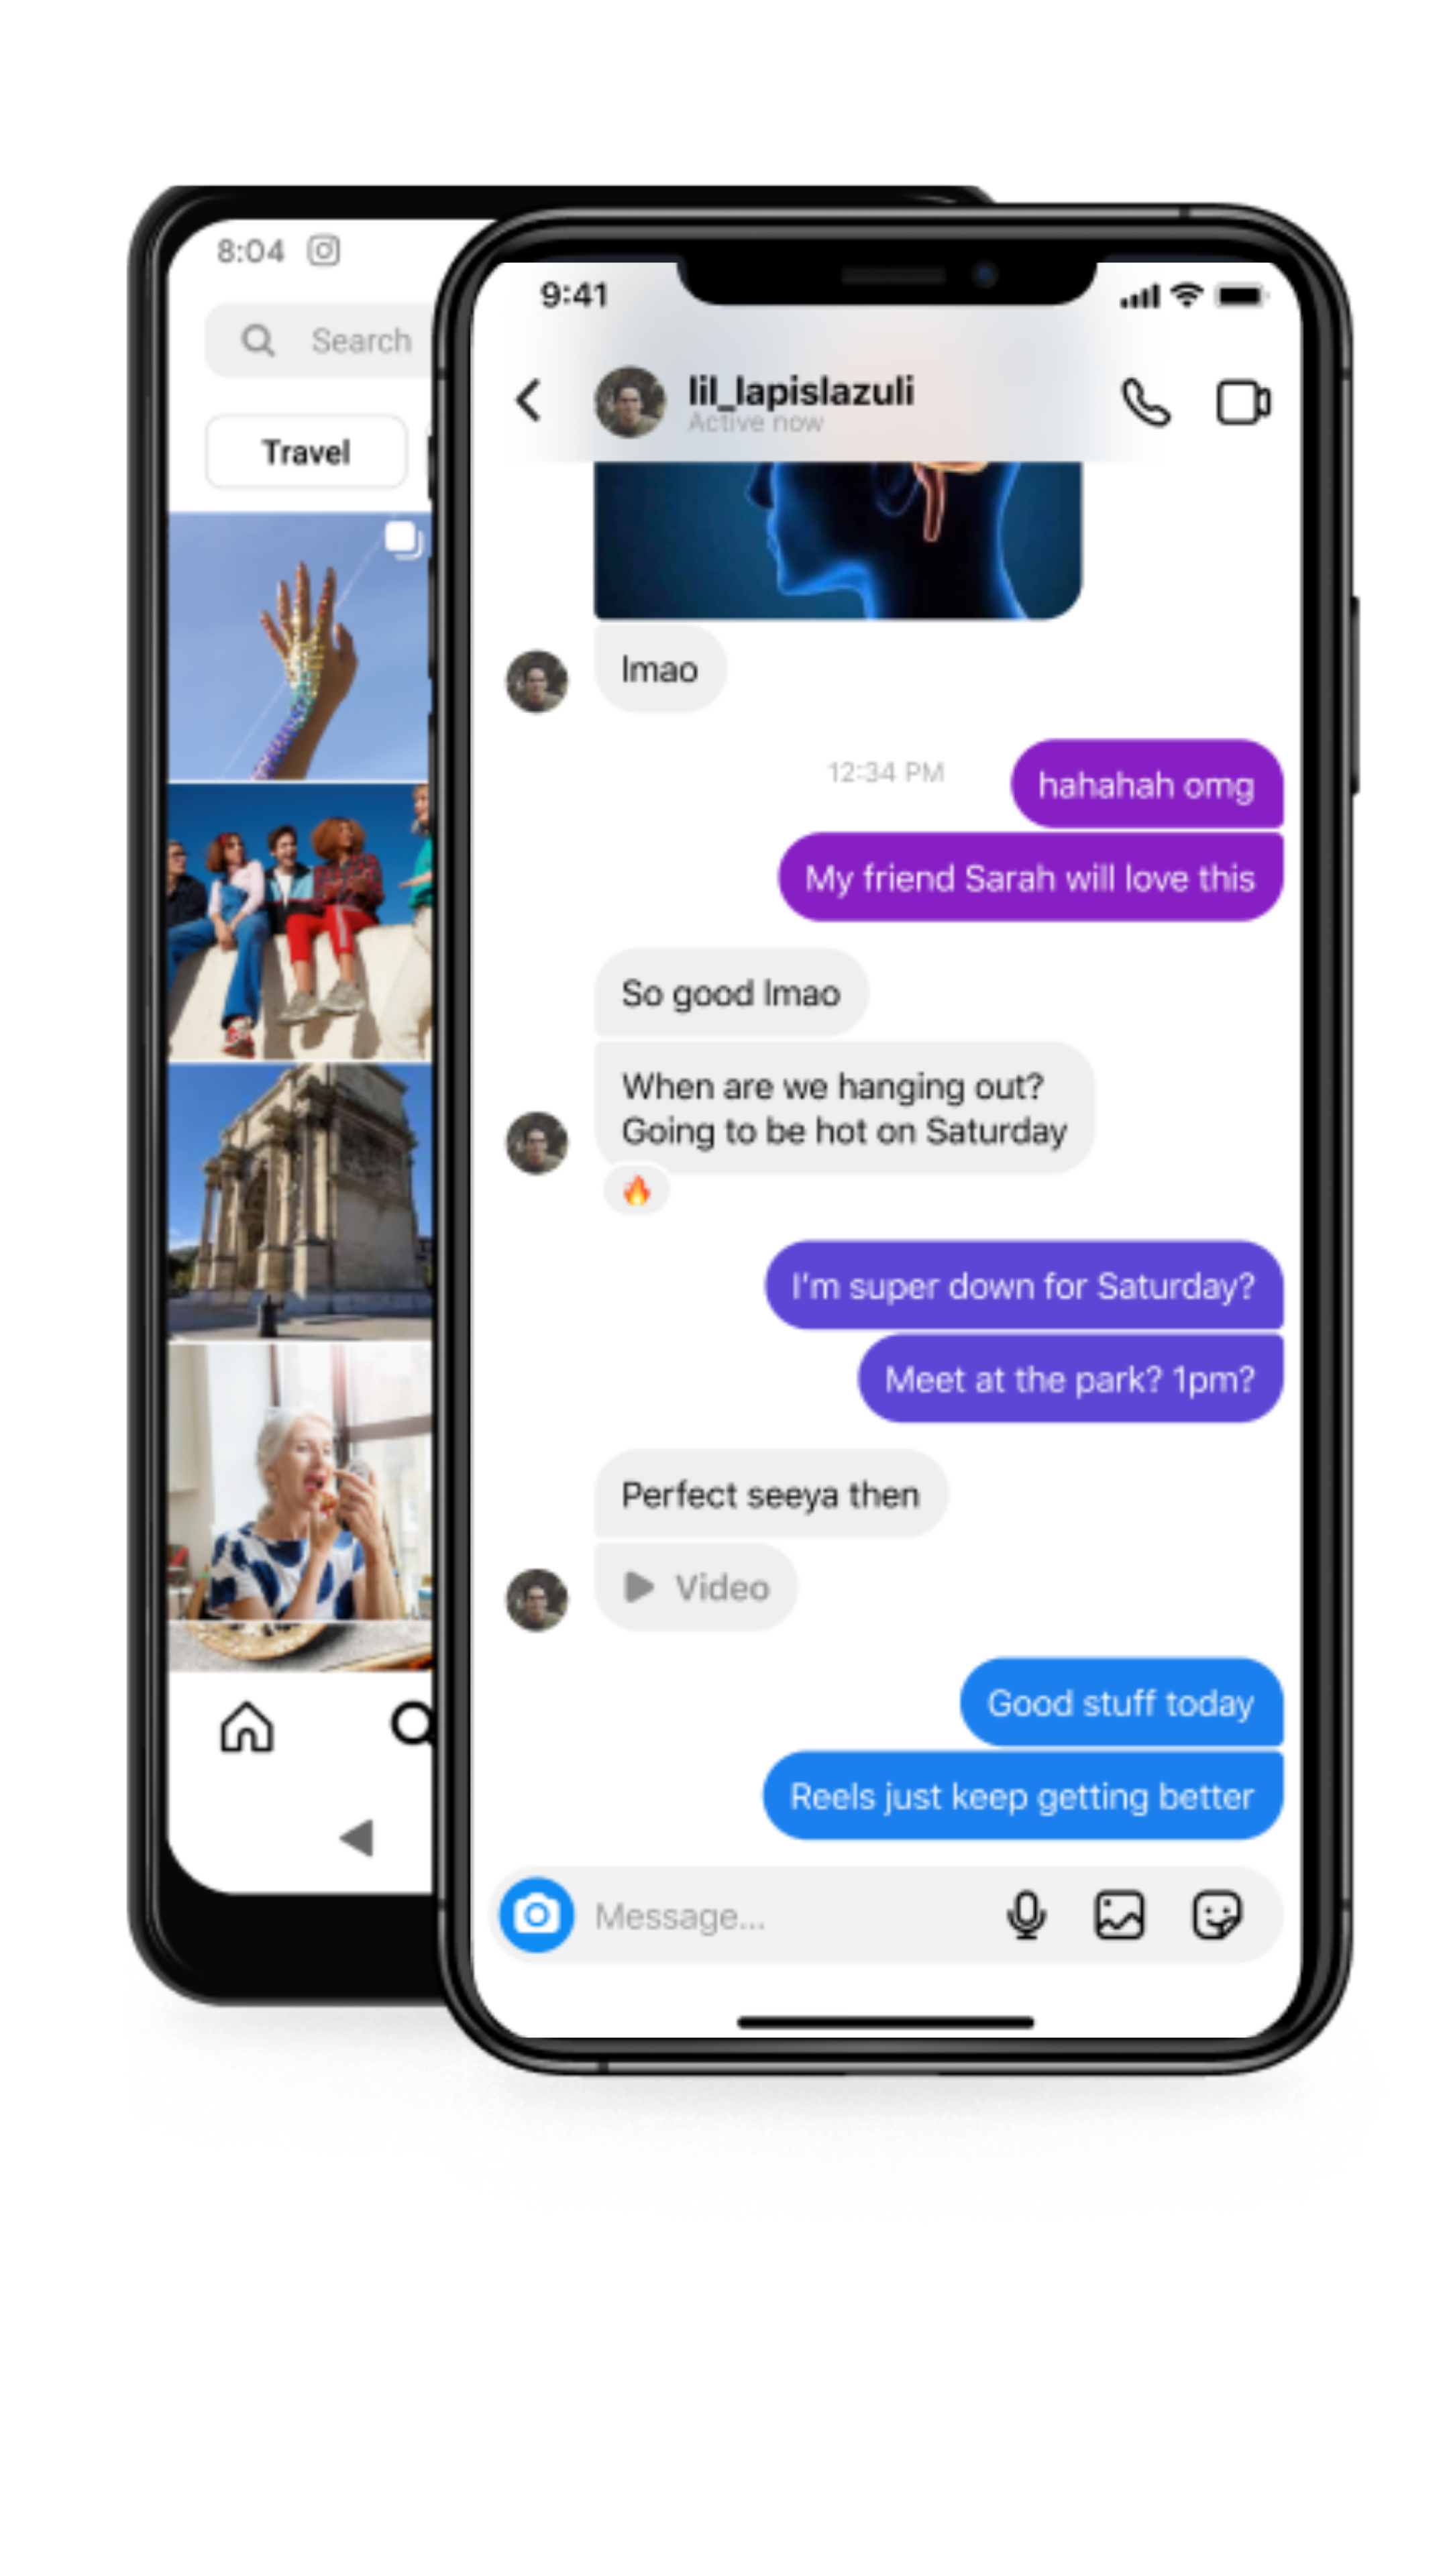 8:04
Search
Travel
9:41
lil_lapislazuli
Active now
lmao
12:34 PM
hahahah omg
My friend Sarah will love this
So good lmao
When are we hanging out?
Going to be hot on Saturday
I'm super down for Saturday?
Meet at the park? 1pm?
Perfect seeya then
Video
Good stuff today
Reels just keep getting better
Message...